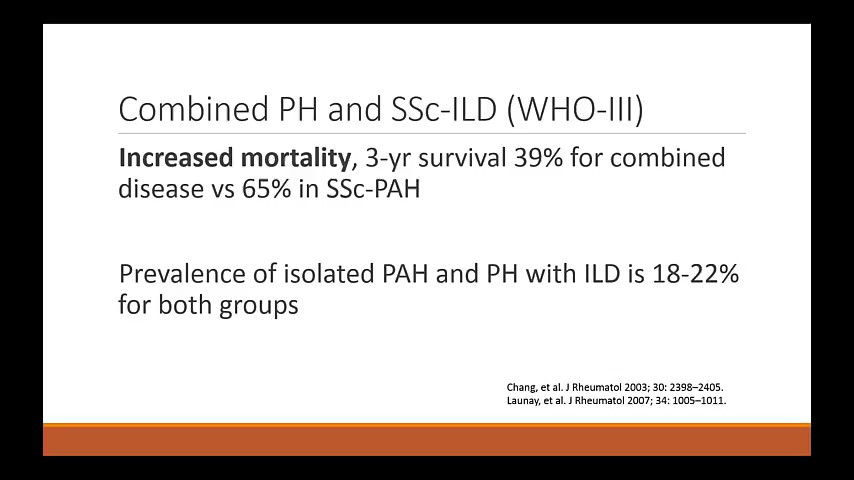 Combined PH and SSc-ILD (WHO-III)
Increased mortality, 3-yr survival 39% for combined
disease vs 65% in SSc-PAH
Prevalence of isolated PAH and PH with ILD is 18-22%
for both groups
Chang, et al. J Rheumatol 2003; 30: 2398–2405.
Launay, et al. J Rheumatol 2007; 34: 1005–1011.